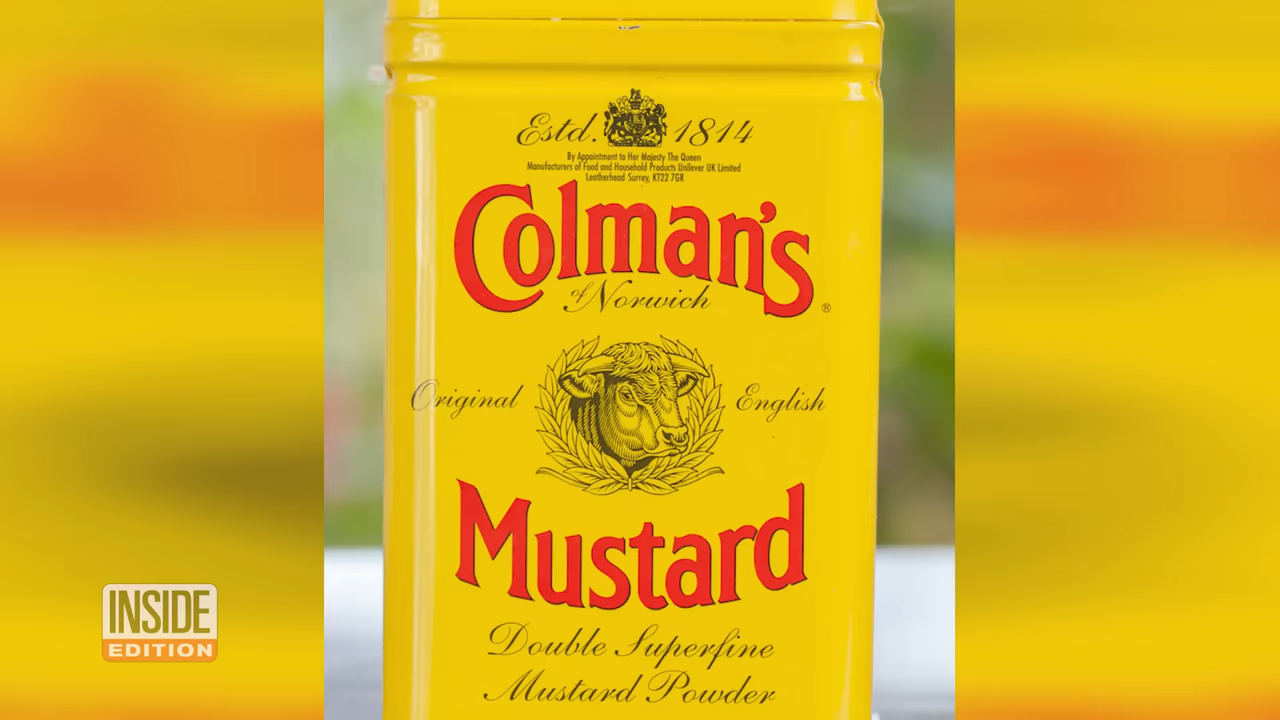 Estd. 1814
By Appointment to Her Majesty The Queen
Manufacturers of Food and Household Products Unilever UK Limited
Leatherhead Surrey, KT22 7GR
Colman's
of Norwich
®
Original English
Mustard
Double Superfine
Mustard Powder
INSIDE
EDITION